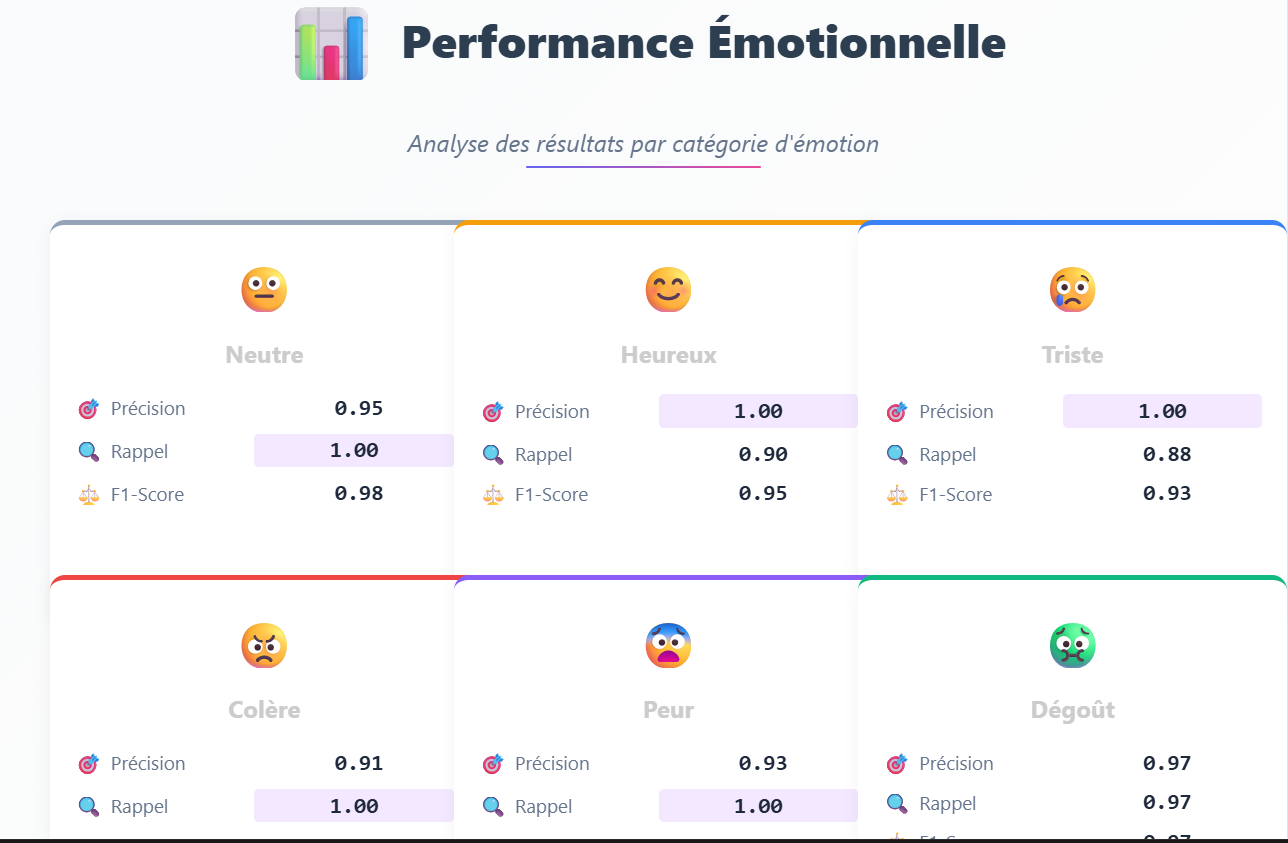 Performance Émotionnelle
Analyse des résultats par catégorie d'émotion
Neutre
Précision 0.95
Rappel 1.00
F1-Score 0.98
Heureux
Précision 1.00
Rappel 0.90
F1-Score 0.95
Triste
Précision 1.00
Rappel 0.88
F1-Score 0.93
Colère
Précision 0.91
Rappel 1.00
Peur
Précision 0.93
Rappel 1.00
Dégoût
Précision 0.97
Rappel 0.97